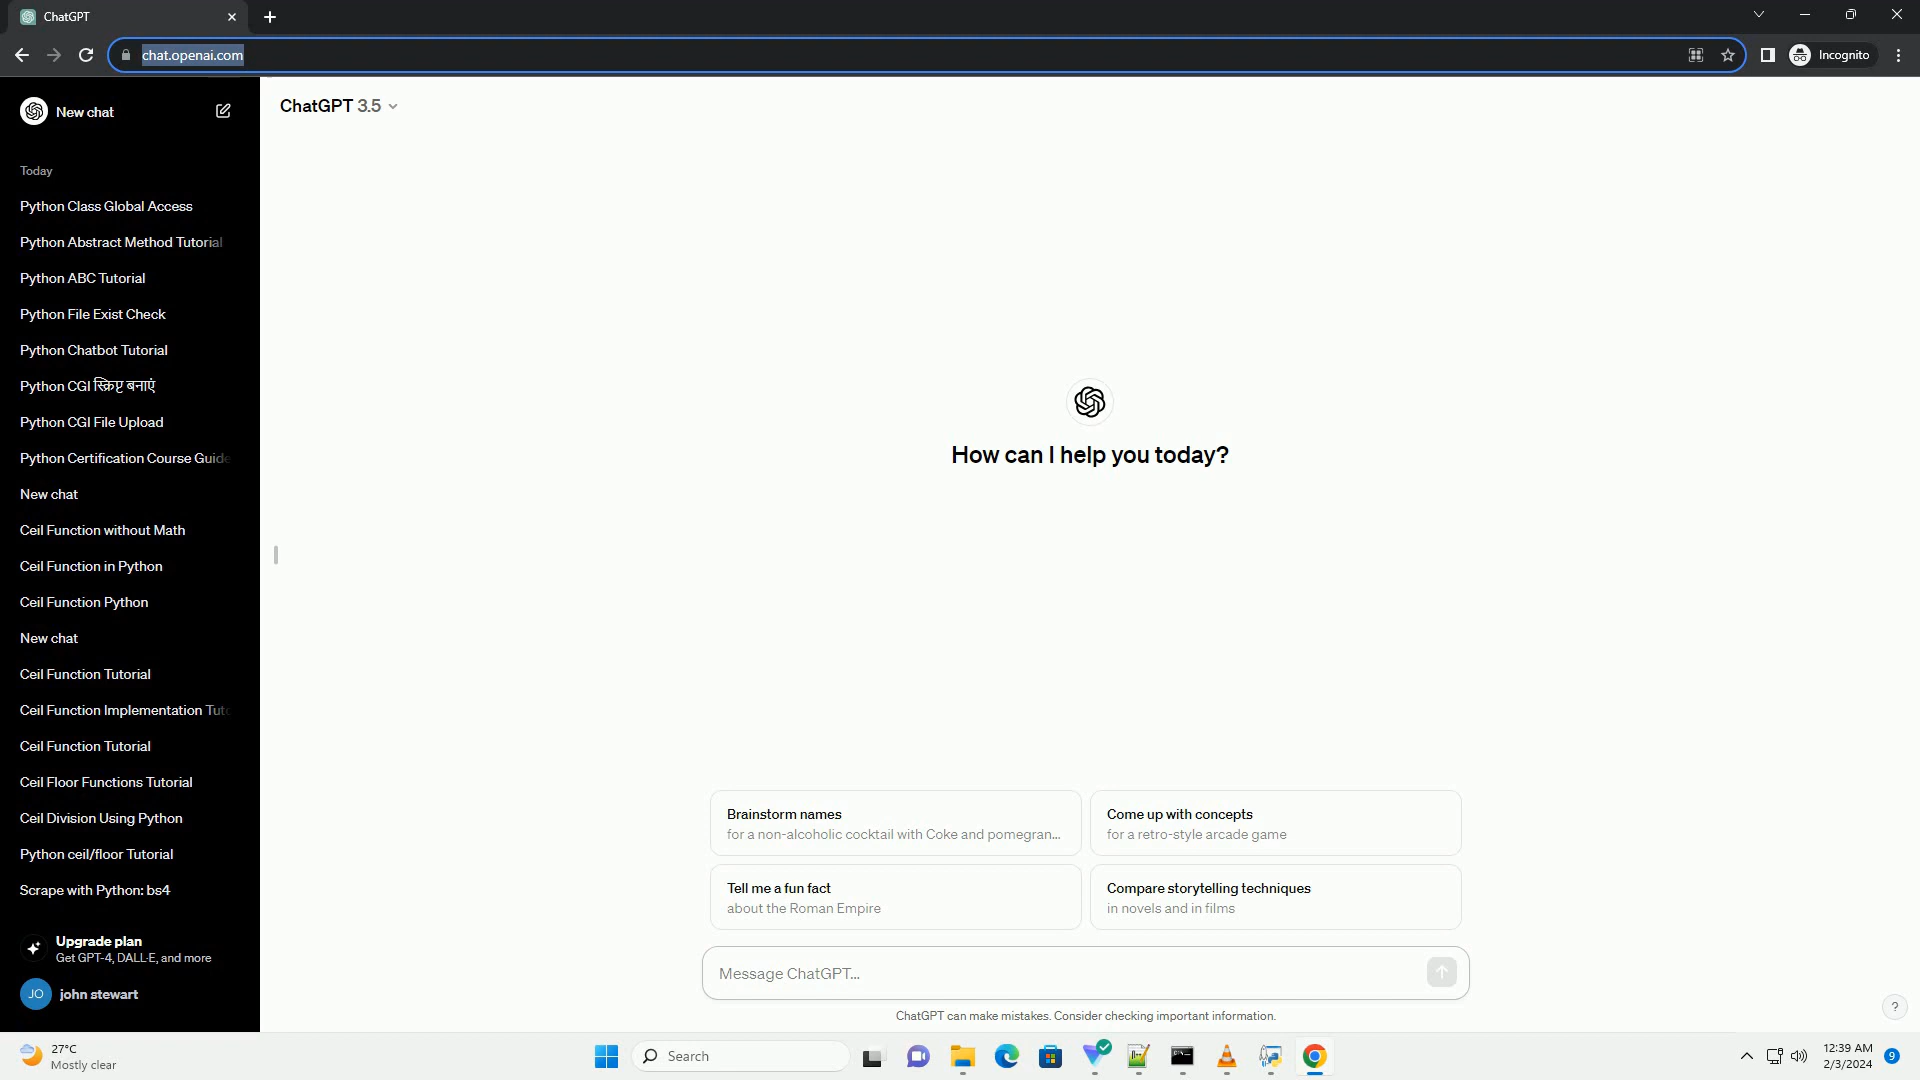 ChatGPT
chat.openai.com
Incognito
New chat
Today
Python Class Global Access
Python Abstract Method Tutorial
Python ABC Tutorial
Python File Exist Check
Python Chatbot Tutorial
Python CGI स्क्रिप्ट बनाएं
Python CGI File Upload
Python Certification Course Guide
New chat
Ceil Function without Math
Ceil Function in Python
Ceil Function Python
New chat
Ceil Function Tutorial
Ceil Function Implementation Tuto
Ceil Function Tutorial
Ceil Floor Functions Tutorial
Ceil Division Using Python
Python ceil/floor Tutorial
Scrape with Python: bs4
Upgrade plan
Get GPT-4, DALL·E, and more
JO john stewart
ChatGPT 3.5
How can I help you today?
Brainstorm names
for a non-alcoholic cocktail with Coke and pomegran...
Come up with concepts
for a retro-style arcade game
Tell me a fun fact
about the Roman Empire
Compare storytelling techniques
in novels and in films
Message ChatGPT...
ChatGPT can make mistakes. Consider checking important information.
?
27°C
Mostly clear
Search
12:39 AM
2/3/2024
9